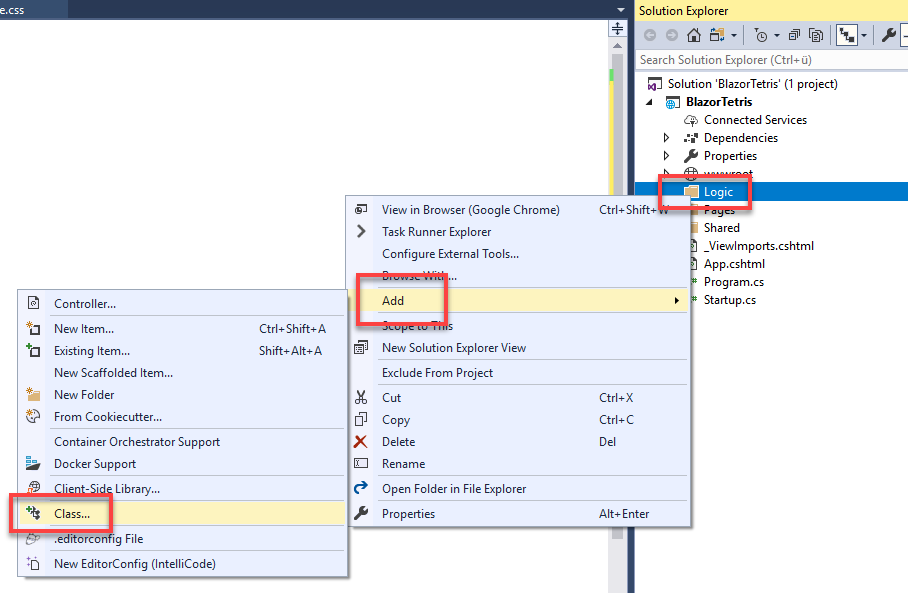 e.css
Solution Explorer
Search Solution Explorer (Ctrl+ü)
Solution 'BlazorTetris' (1 project)
BlazorTetris
Connected Services
Dependencies
Properties
wwwroot
Logic
Pages
Shared
_ViewImports.cshtml
App.cshtml
Program.cs
Startup.cs
View in Browser (Google Chrome) Ctrl+Shift+W
Task Runner Explorer
Configure External Tools...
Browse With...
Add
Scope to This
New Solution Explorer View
Exclude From Project
Cut Ctrl+X
Copy Ctrl+C
Delete Del
Rename
Open Folder in File Explorer
Properties Alt+Enter
Controller...
New Item... Ctrl+Shift+A
Existing Item... Shift+Alt+A
New Scaffolded Item...
New Folder
From Cookiecutter...
Container Orchestrator Support
Docker Support
Client-Side Library...
Class...
.editorconfig File
New EditorConfig (IntelliCode)